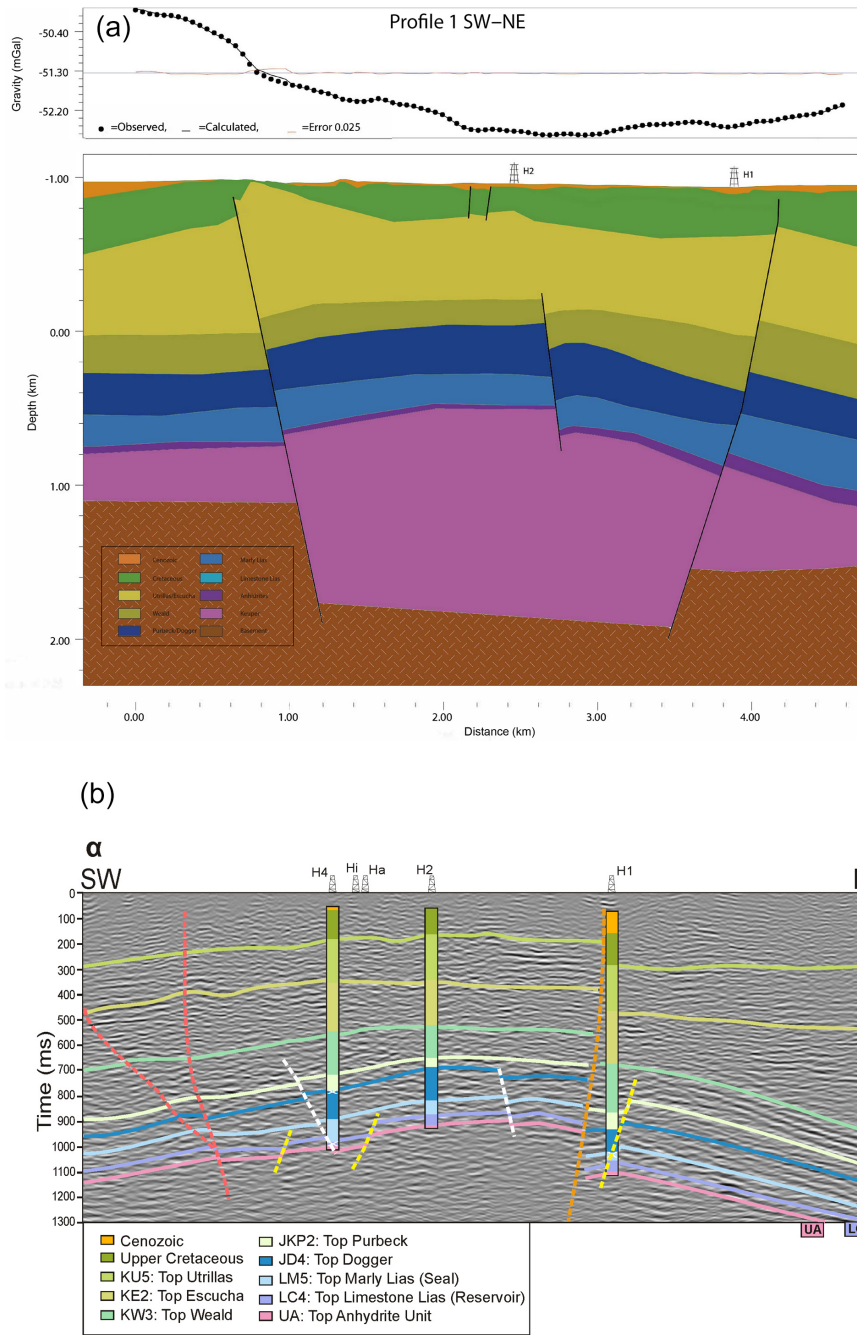 (a)
Profile 1 SW–NE
Gravity (mGal)
-50.40
-51.30
-52.20
=Observed, =Calculated, =Error 0.025
H2
H1
Depth (km)
-1.00
0.00
1.00
2.00
Cenozoic
Cretaceous
Utrillas/Escucha
Weald
Purbeck/Dogger
Marly Lias
Limestone Lias
Anhidrites
Keuper
Basement
0.00
1.00
2.00
3.00
4.00
Distance (km)
(b)
α
SW
H4
Hi
Ha
H2
H1
Time (ms)
0
100
200
300
400
500
600
700
800
900
1000
1100
1200
1300
UA
Cenozoic
Upper Cretaceous
KU5: Top Utrillas
KE2: Top Escucha
KW3: Top Weald
JKP2: Top Purbeck
JD4: Top Dogger
LM5: Top Marly Lias (Seal)
LC4: Top Limestone Lias (Reservoir)
UA: Top Anhydrite Unit